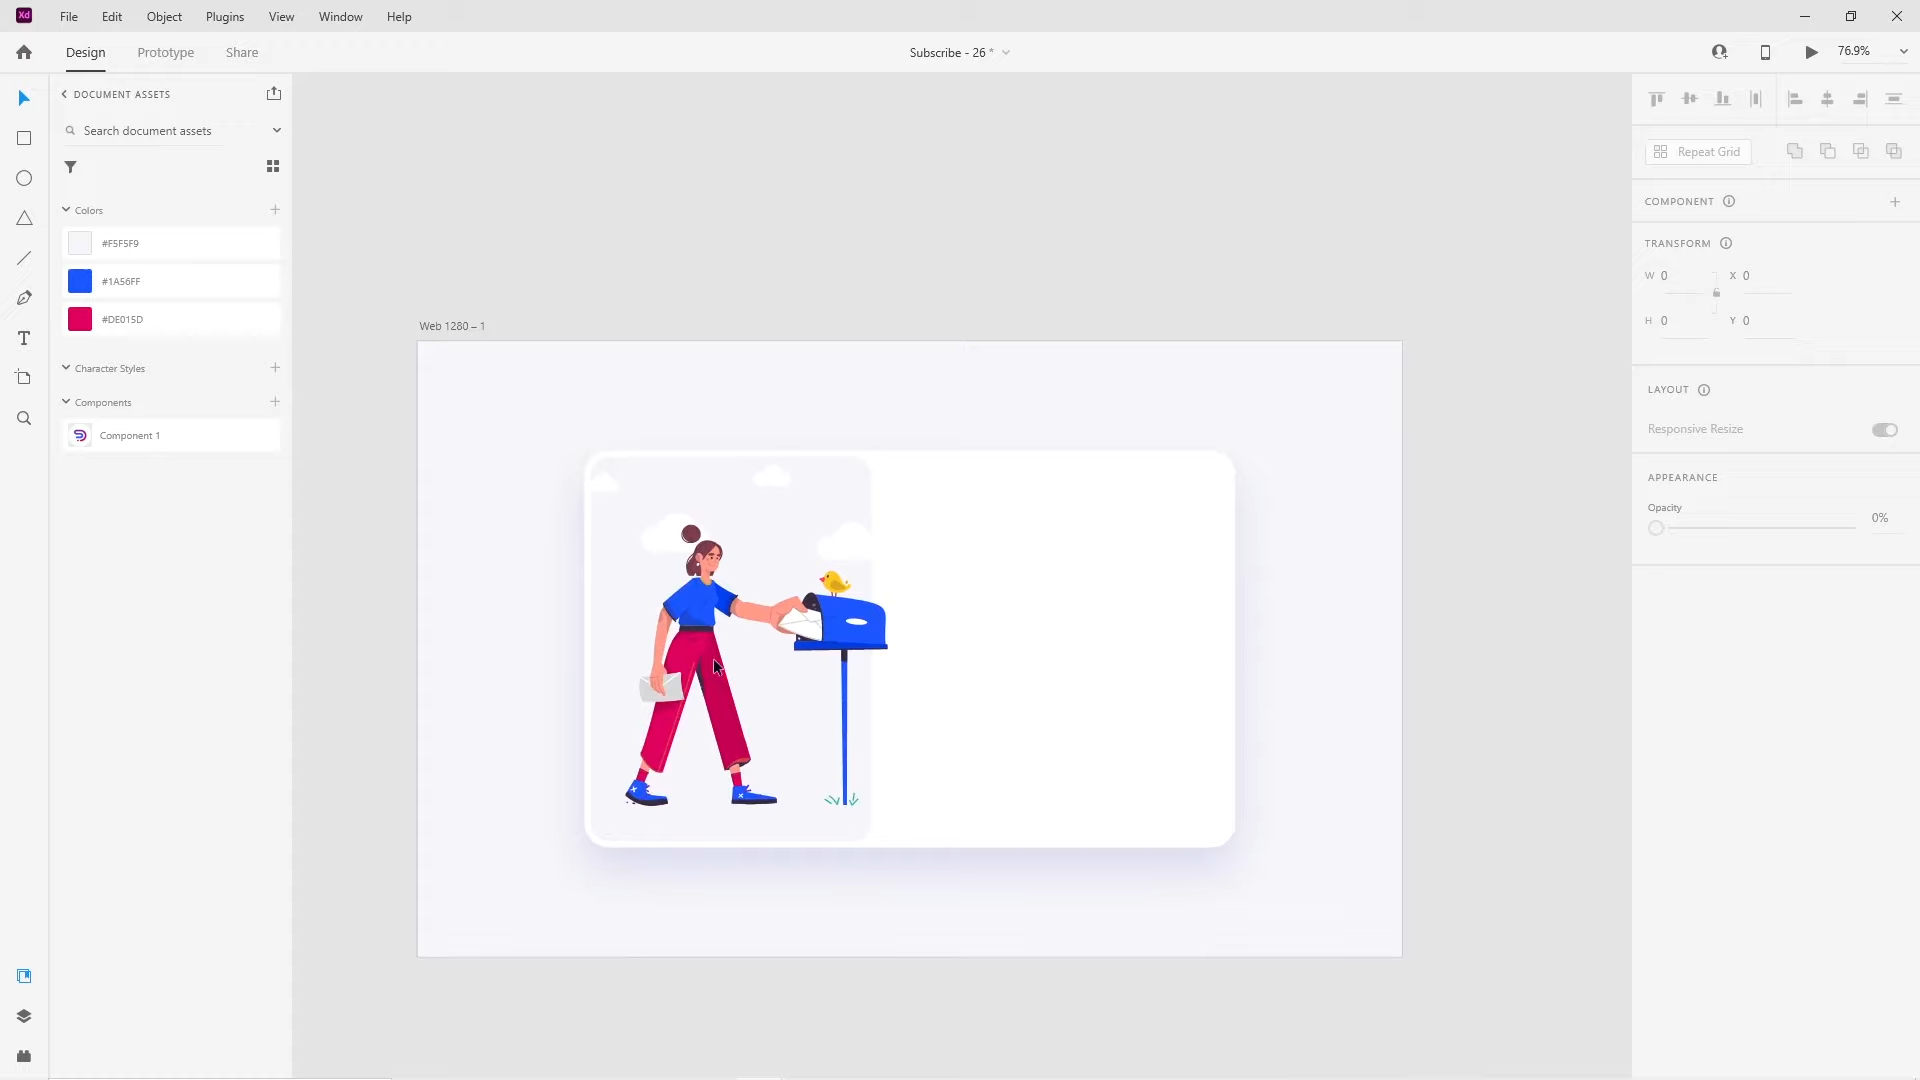 Xd File Edit Object Plugins View Window Help
Design Prototype Share Subscribe - 26 * 76.9%
DOCUMENT ASSETS
Search document assets
Colors
#F5F5F9
#1A56FF
#DE015D
Character Styles
Components
Component 1
Web 1280 – 1
Repeat Grid
COMPONENT
TRANSFORM
W 0 X 0
H 0 Y 0
LAYOUT
Responsive Resize
APPEARANCE
Opacity
0%